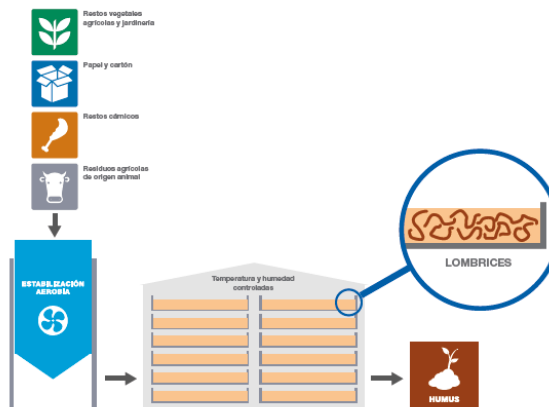 Restos vegetales
agrícolas y jardinería
Papel y cartón
Restos cárnicos
Residuos agrícolas
de origen animal
ESTABILIZACIÓN
AEROBIA
Temperatura y humedad
controladas
LOMBRICES
HUMUS